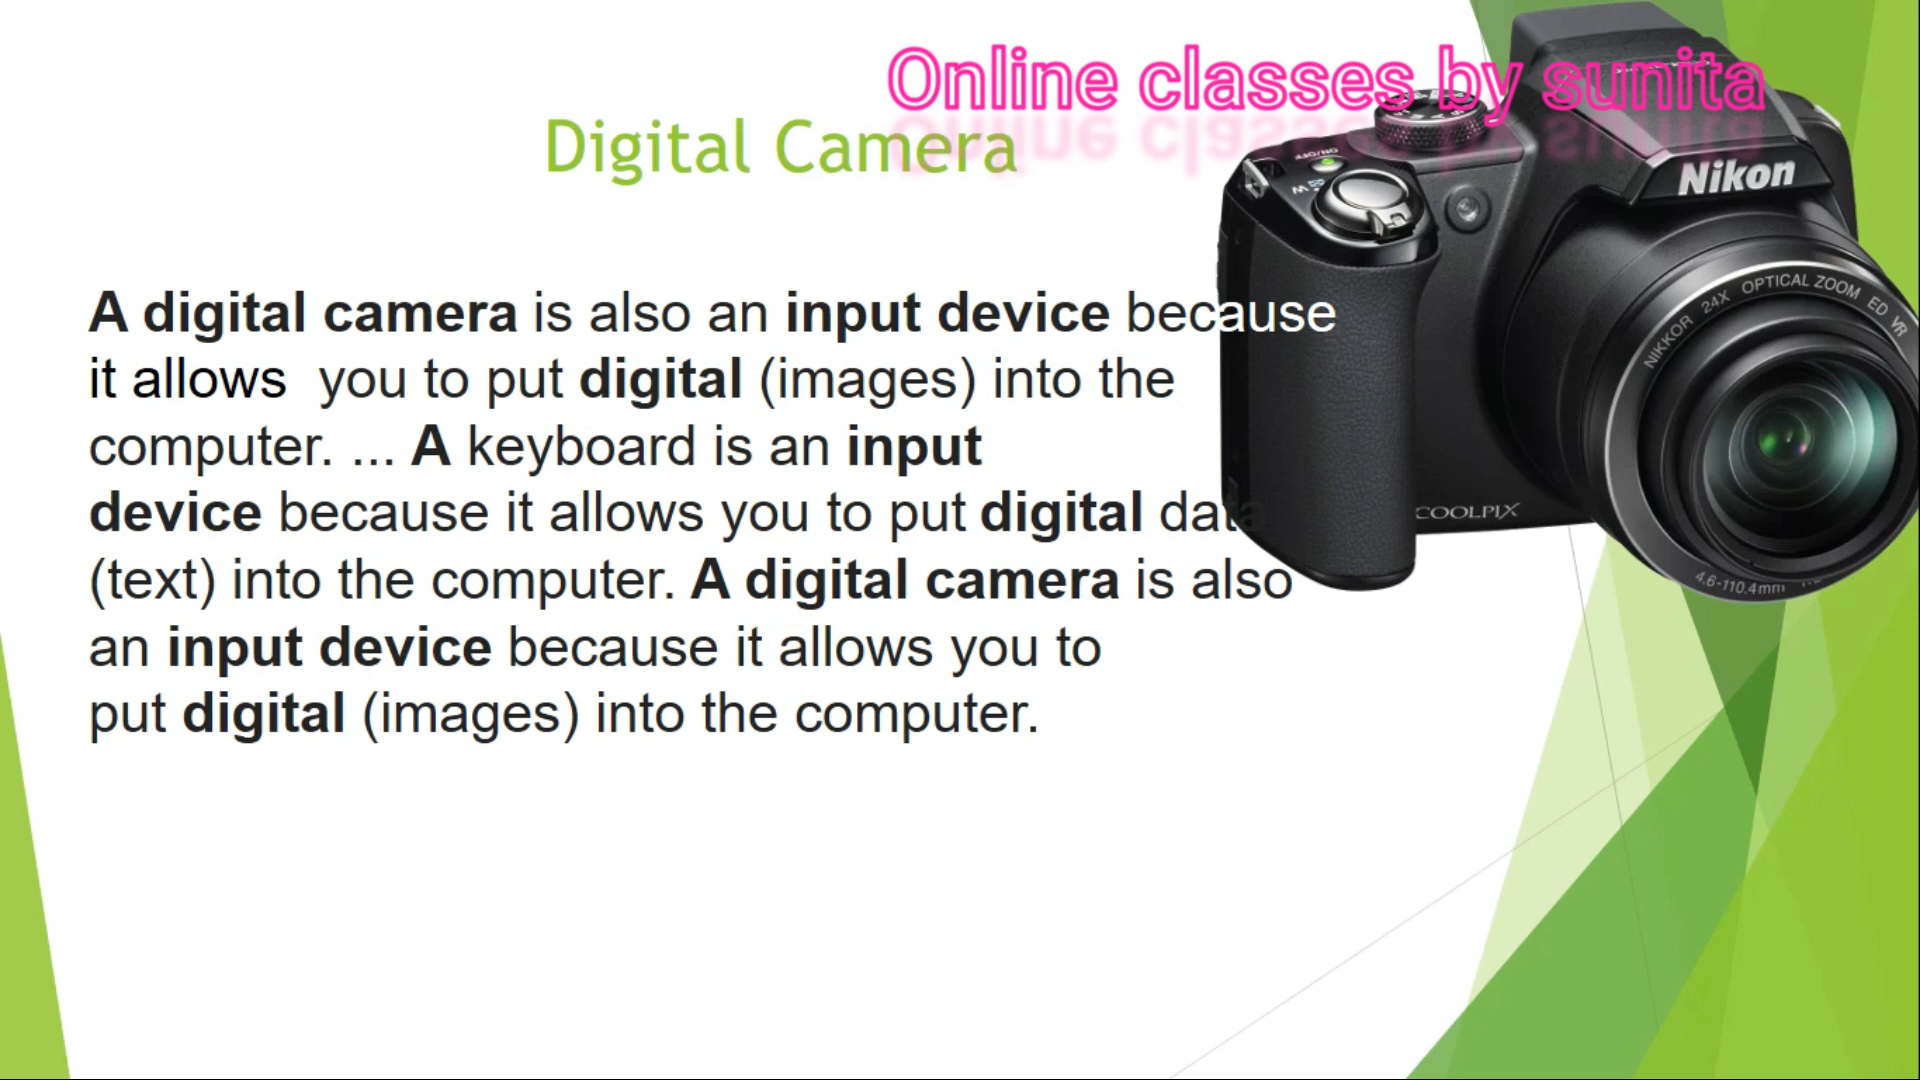 Online classes by sunita
Digital Camera
A digital camera is also an input device because
it allows  you to put digital (images) into the
computer. ... A keyboard is an input
device because it allows you to put digital data
(text) into the computer. A digital camera is also
an input device because it allows you to
put digital (images) into the computer.
ON/OFF
W
Nikon
NIKKOR 24X OPTICAL ZOOM ED VR
COOLPIX
4.6-110.4mm